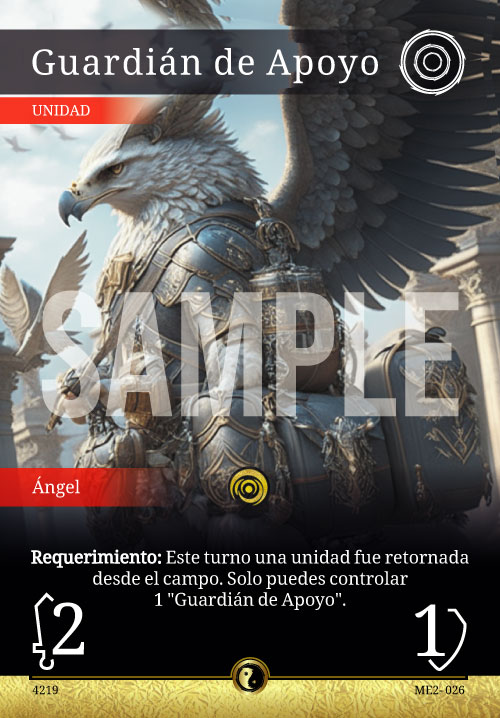 Guardián de Apoyo
UNIDAD
SAMPLE
Ángel
Requerimiento: Este turno una unidad fue retornada
desde el campo. Solo puedes controlar
1 "Guardián de Apoyo".
2
1
4219
ME2-026